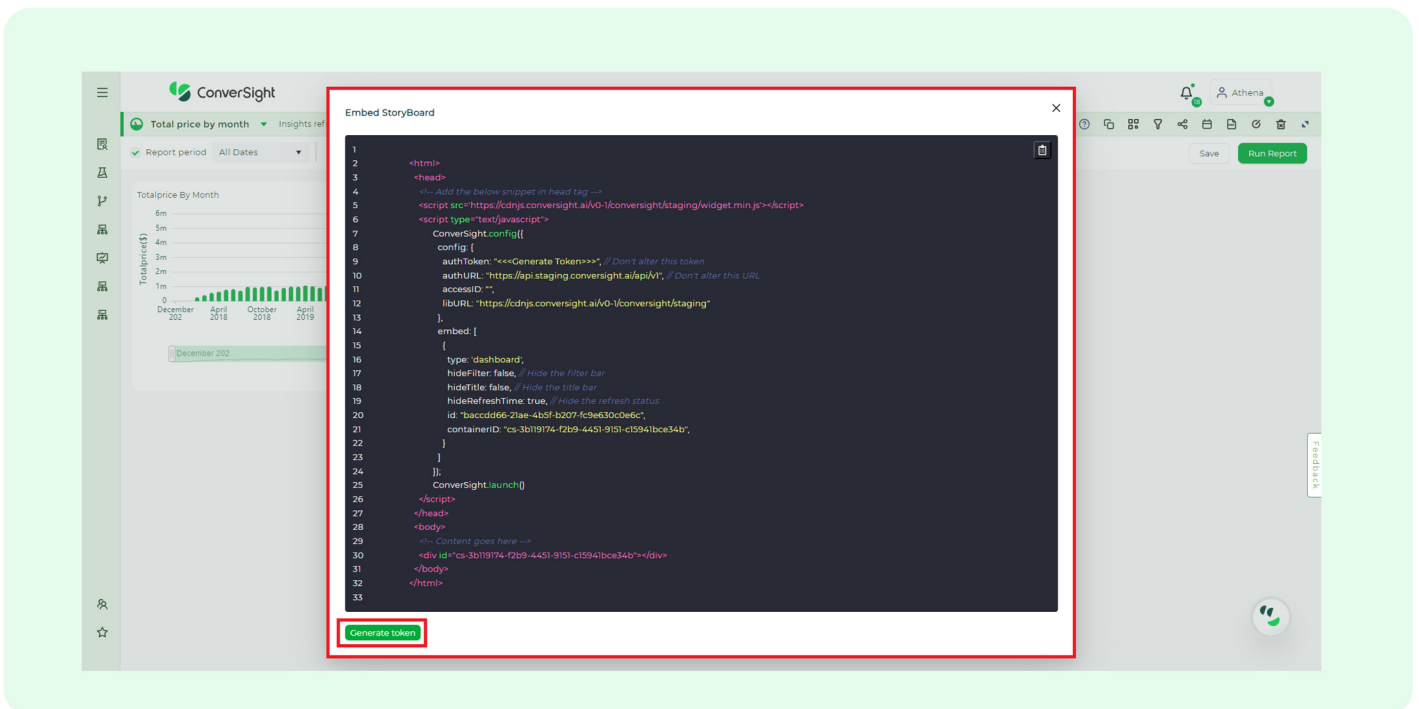 ConverSight
18
Athena
Total price by month
Insights ref
Report period
All Dates
Save
Run Report
Totalprice By Month
Totalprice($)
6m
5m
4m
3m
2m
1m
0
December 202
April 2018
October 2018
April 2019
December 202
Embed StoryBoard
1
2 <html>
3 <head>
4 <!-- Add the below snippet in head tag -->
5 <script src='https://cdnjs.conversight.ai/v0-1/conversight/staging/widget.min.js'></script>
6 <script type="text/javascript">
7 ConverSight.config({
8 config: {
9 authToken: "<<<Generate Token>>>", // Don't alter this token
10 authURL: "https://api.staging.conversight.ai/api/v1", // Don't alter this URL
11 accessID: "",
12 libURL: "https://cdnjs.conversight.ai/v0-1/conversight/staging"
13 },
14 embed: [
15 {
16 type: 'dashboard',
17 hideFilter: false, // Hide the filter bar
18 hideTitle: false, // Hide the title bar
19 hideRefreshTime: true, // Hide the refresh status
20 id: "baccdd66-21ae-4b5f-b207-fc9e630c0e6c",
21 containerID: "cs-3b119174-f2b9-4451-9151-c15941bce34b",
22 }
23 ]
24 });
25 ConverSight.launch()
26 </script>
27 </head>
28 <body>
29 <!-- Content goes here -->
30 <div id="cs-3b119174-f2b9-4451-9151-c15941bce34b"></div>
31 </body>
32 </html>
33
Generate token
Feedback